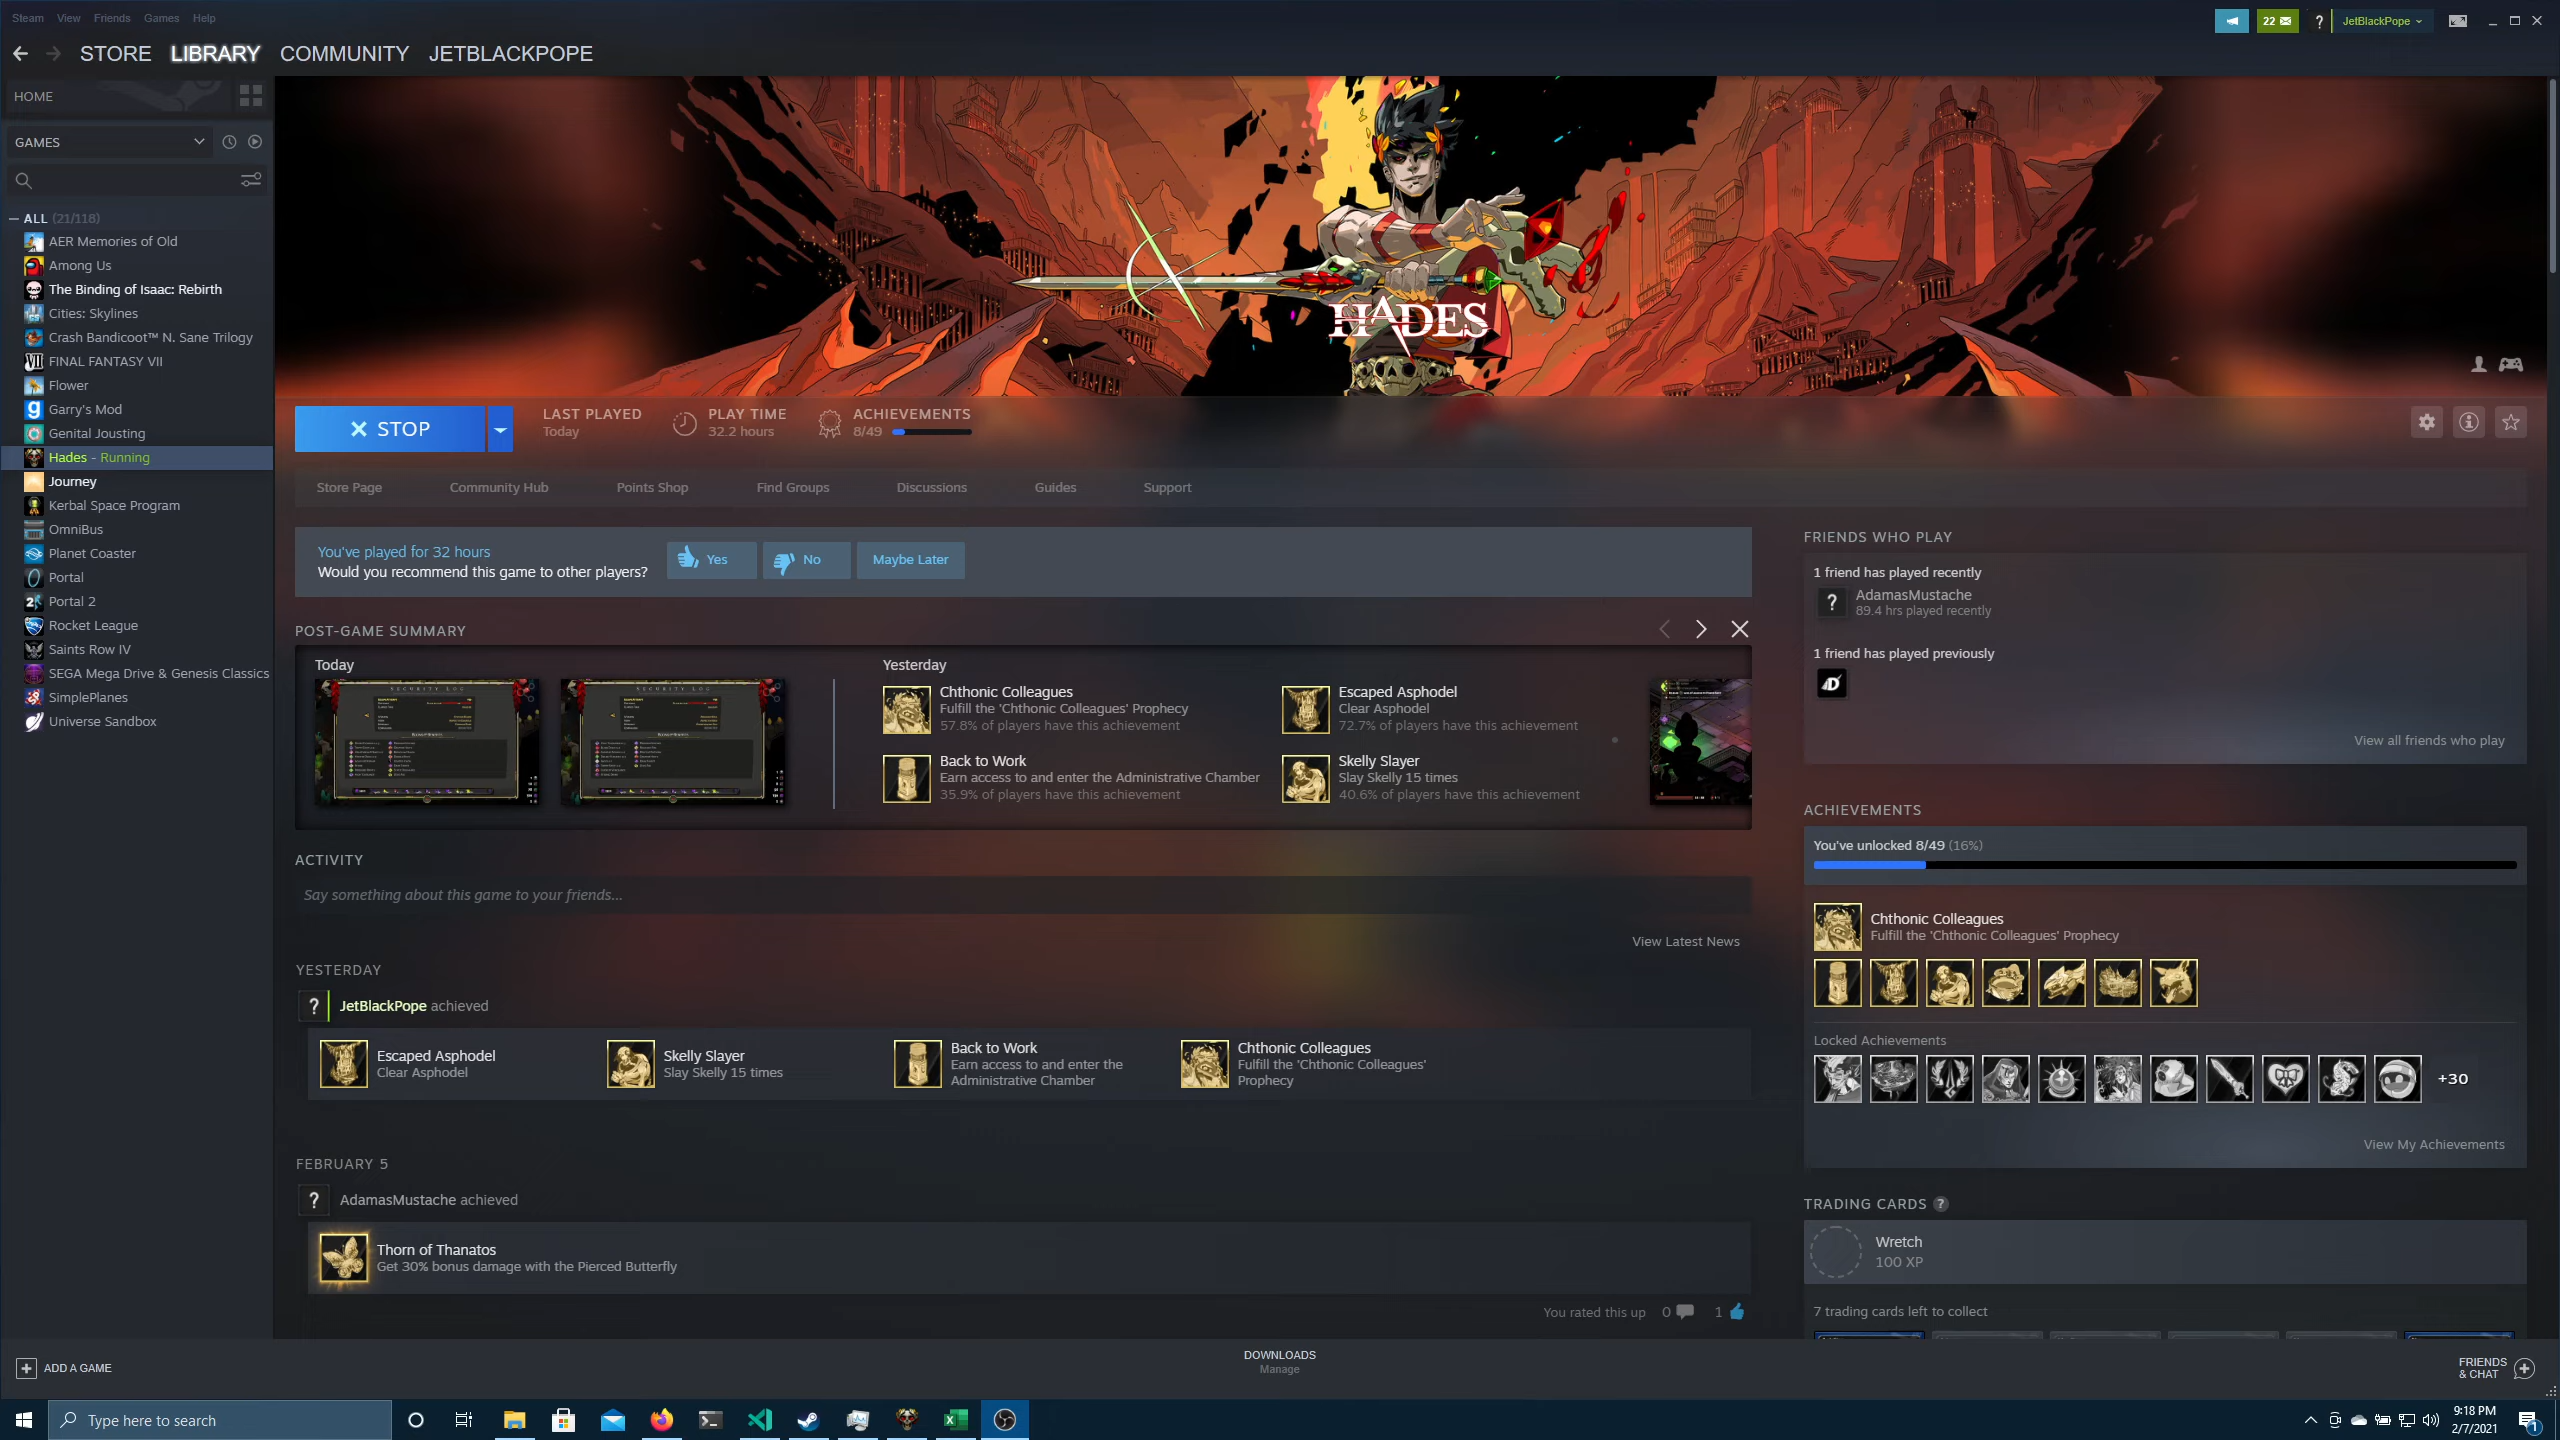 Steam View Friends Games Help
22 ? JetBlackPope
STORE LIBRARY COMMUNITY JETBLACKPOPE
HOME
GAMES
ALL (21/118)
AER Memories of Old
Among Us
The Binding of Isaac: Rebirth
Cities: Skylines
Crash Bandicoot™ N. Sane Trilogy
FINAL FANTASY VII
Flower
Garry's Mod
Genital Jousting
Hades - Running
Journey
Kerbal Space Program
OmniBus
Planet Coaster
Portal
Portal 2
Rocket League
Saints Row IV
SEGA Mega Drive & Genesis Classics
SimplePlanes
Universe Sandbox
HADES
STOP
LAST PLAYED
Today
PLAY TIME
32.2 hours
ACHIEVEMENTS
8/49
Store Page Community Hub Points Shop Find Groups Discussions Guides Support
You've played for 32 hours
Would you recommend this game to other players?
Yes No Maybe Later
POST-GAME SUMMARY
Today
SECURITY LOG
SECURITY LOG
Yesterday
Chthonic Colleagues
Fulfill the 'Chthonic Colleagues' Prophecy
57.8% of players have this achievement
Escaped Asphodel
Clear Asphodel
72.7% of players have this achievement
Back to Work
Earn access to and enter the Administrative Chamber
35.9% of players have this achievement
Skelly Slayer
Slay Skelly 15 times
40.6% of players have this achievement
ACTIVITY
Say something about this game to your friends...
View Latest News
YESTERDAY
? JetBlackPope achieved
Escaped Asphodel
Clear Asphodel
Skelly Slayer
Slay Skelly 15 times
Back to Work
Earn access to and enter the
Administrative Chamber
Chthonic Colleagues
Fulfill the 'Chthonic Colleagues'
Prophecy
FEBRUARY 5
? AdamasMustache achieved
Thorn of Thanatos
Get 30% bonus damage with the Pierced Butterfly
You rated this up 0 1
FRIENDS WHO PLAY
1 friend has played recently
? AdamasMustache
89.4 hrs played recently
1 friend has played previously
View all friends who play
ACHIEVEMENTS
You've unlocked 8/49 (16%)
Chthonic Colleagues
Fulfill the 'Chthonic Colleagues' Prophecy
Locked Achievements
+30
View My Achievements
TRADING CARDS ?
Wretch
100 XP
7 trading cards left to collect
ADD A GAME
DOWNLOADS
Manage
FRIENDS
& CHAT
Type here to search
9:18 PM
2/7/2021
1